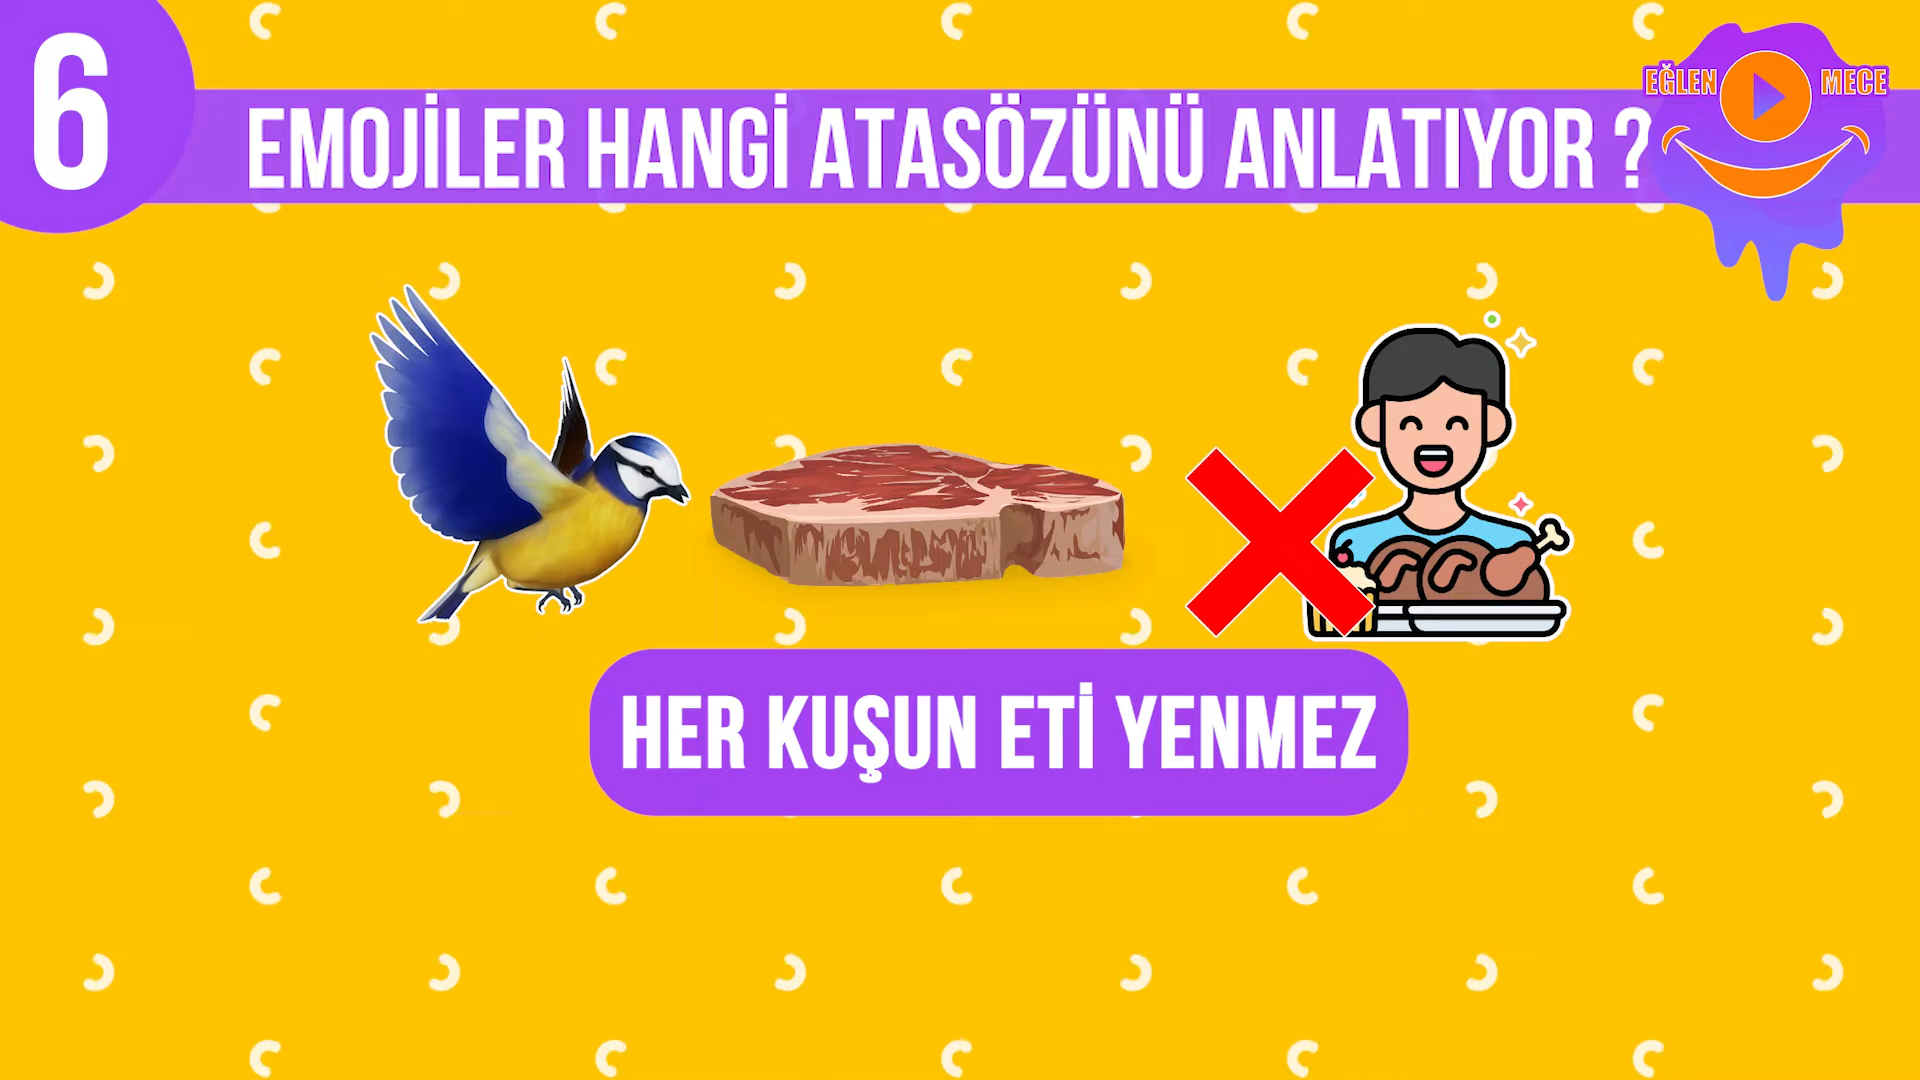 6
EMOJİLER HANGİ ATASÖZÜNÜ ANLATIYOR ?
EĞLEN MECE
HER KUŞUN ETİ YENMEZ